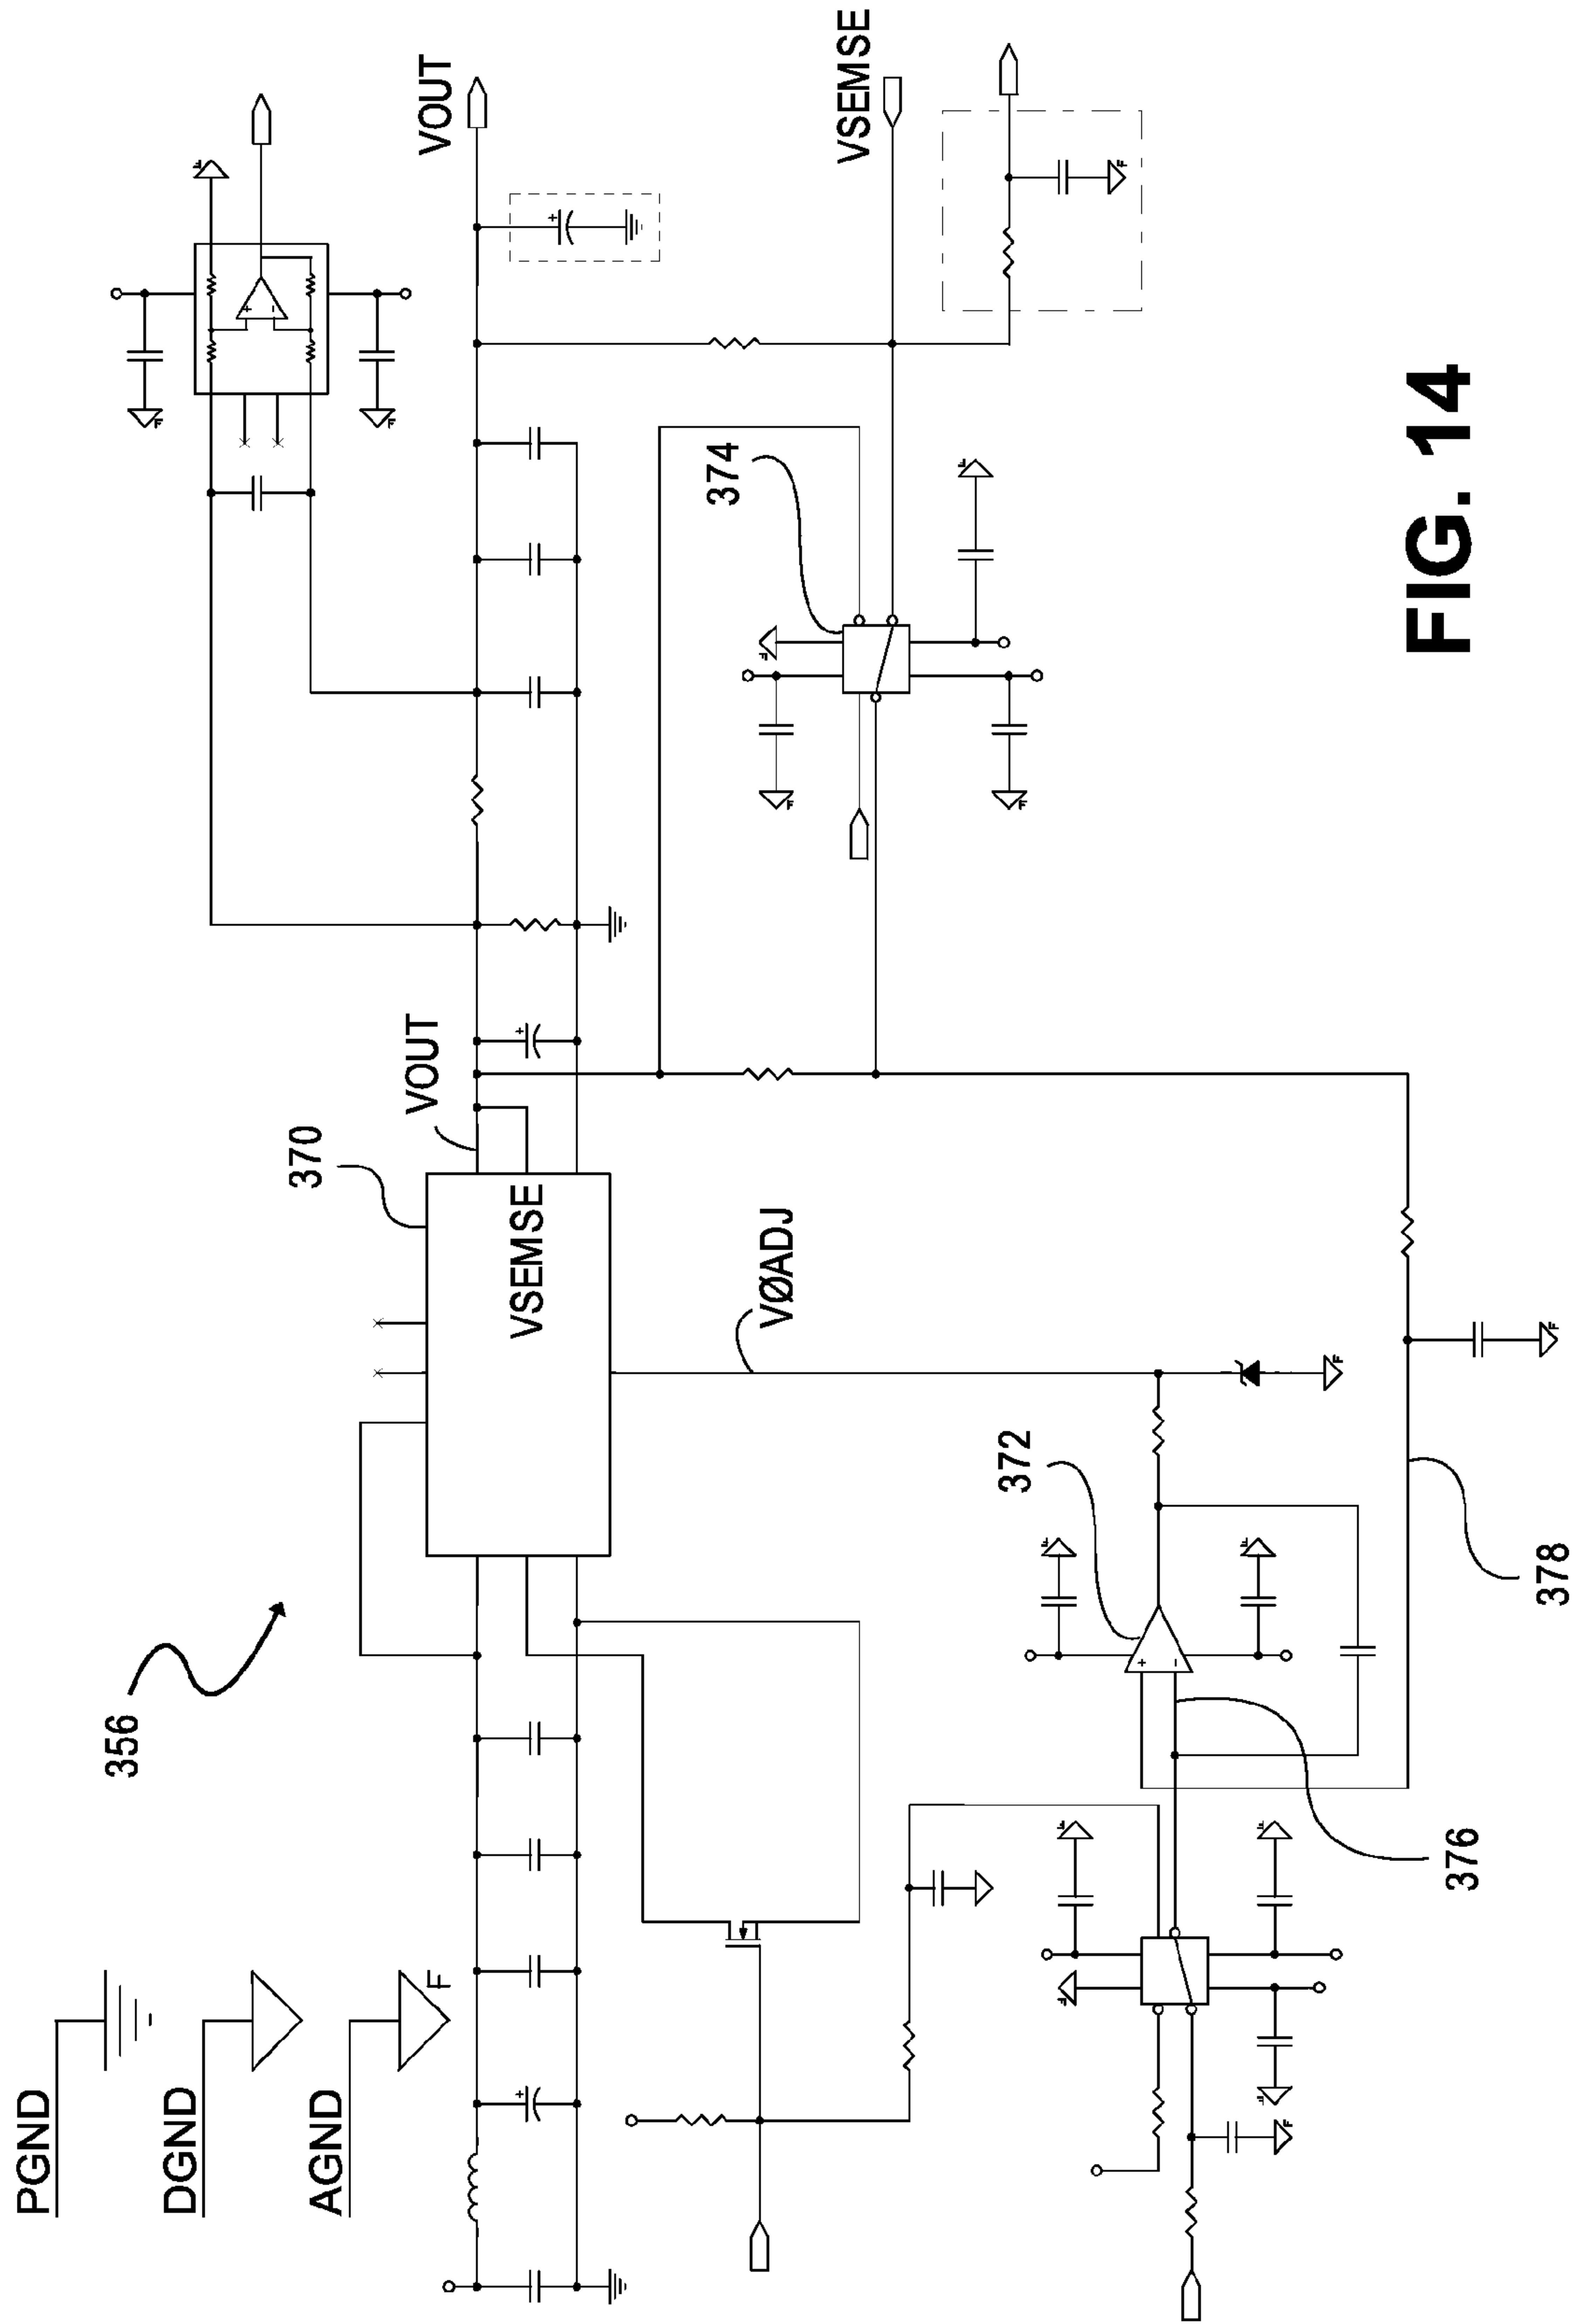 PGND
DGND
AGND
F
356
370
VOUT
VSEMSE
VOUT
VØADJ
374
VSEMSE
372
376
378
FIG. 14